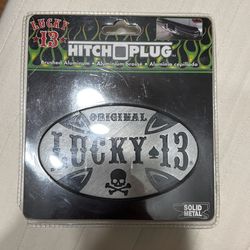 LUCKY
13
HITCH PLUG
Brushed Aluminum • Aluminium brossé • Aluminio cepillado
ORIGINAL
LUCKY 13
SOLID
METAL